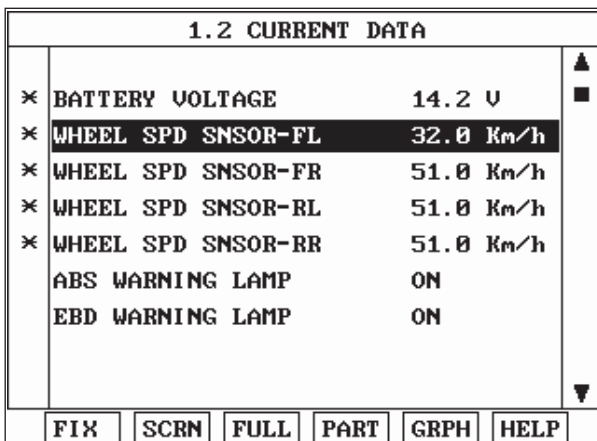 1.2 CURRENT DATA
* BATTERY VOLTAGE 14.2 V
* WHEEL SPD SNSOR-FL 32.0 Km/h
* WHEEL SPD SNSOR-FR 51.0 Km/h
* WHEEL SPD SNSOR-RL 51.0 Km/h
* WHEEL SPD SNSOR-RR 51.0 Km/h
ABS WARNING LAMP ON
EBD WARNING LAMP ON
FIX SCRN FULL PART GRPH HELP